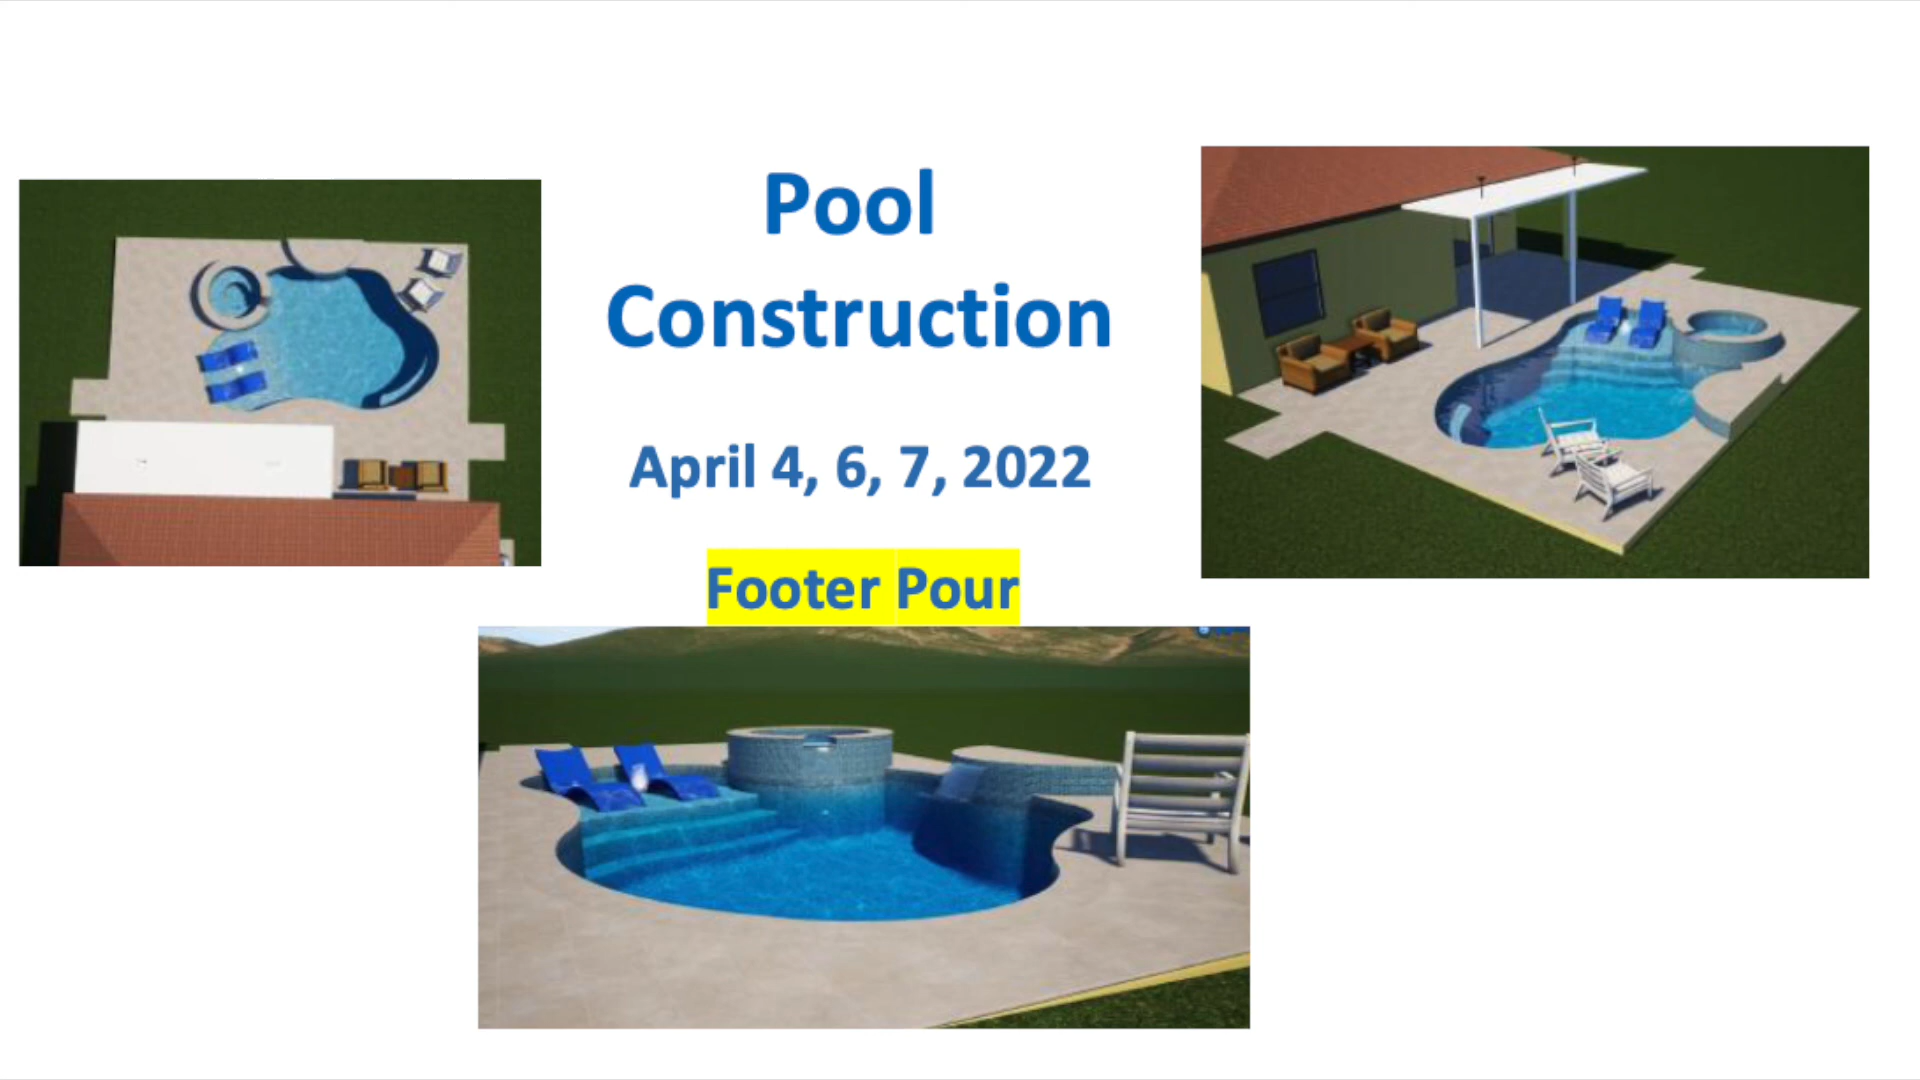 Pool
Construction
April 4, 6, 7, 2022
Footer Pour